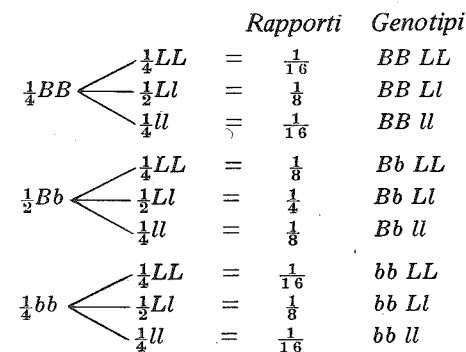 Rapporti Genotipi
¼LL = 1/16 BB LL
¼BB ½Ll = ⅛ BB Ll
¼ll = 1/16 BB ll
¼LL = ⅛ Bb LL
½Bb ½Ll = ¼ Bb Ll
¼ll = ⅛ Bb ll
¼LL = 1/16 bb LL
¼bb ½Ll = ⅛ bb Ll
¼ll = 1/16 bb ll